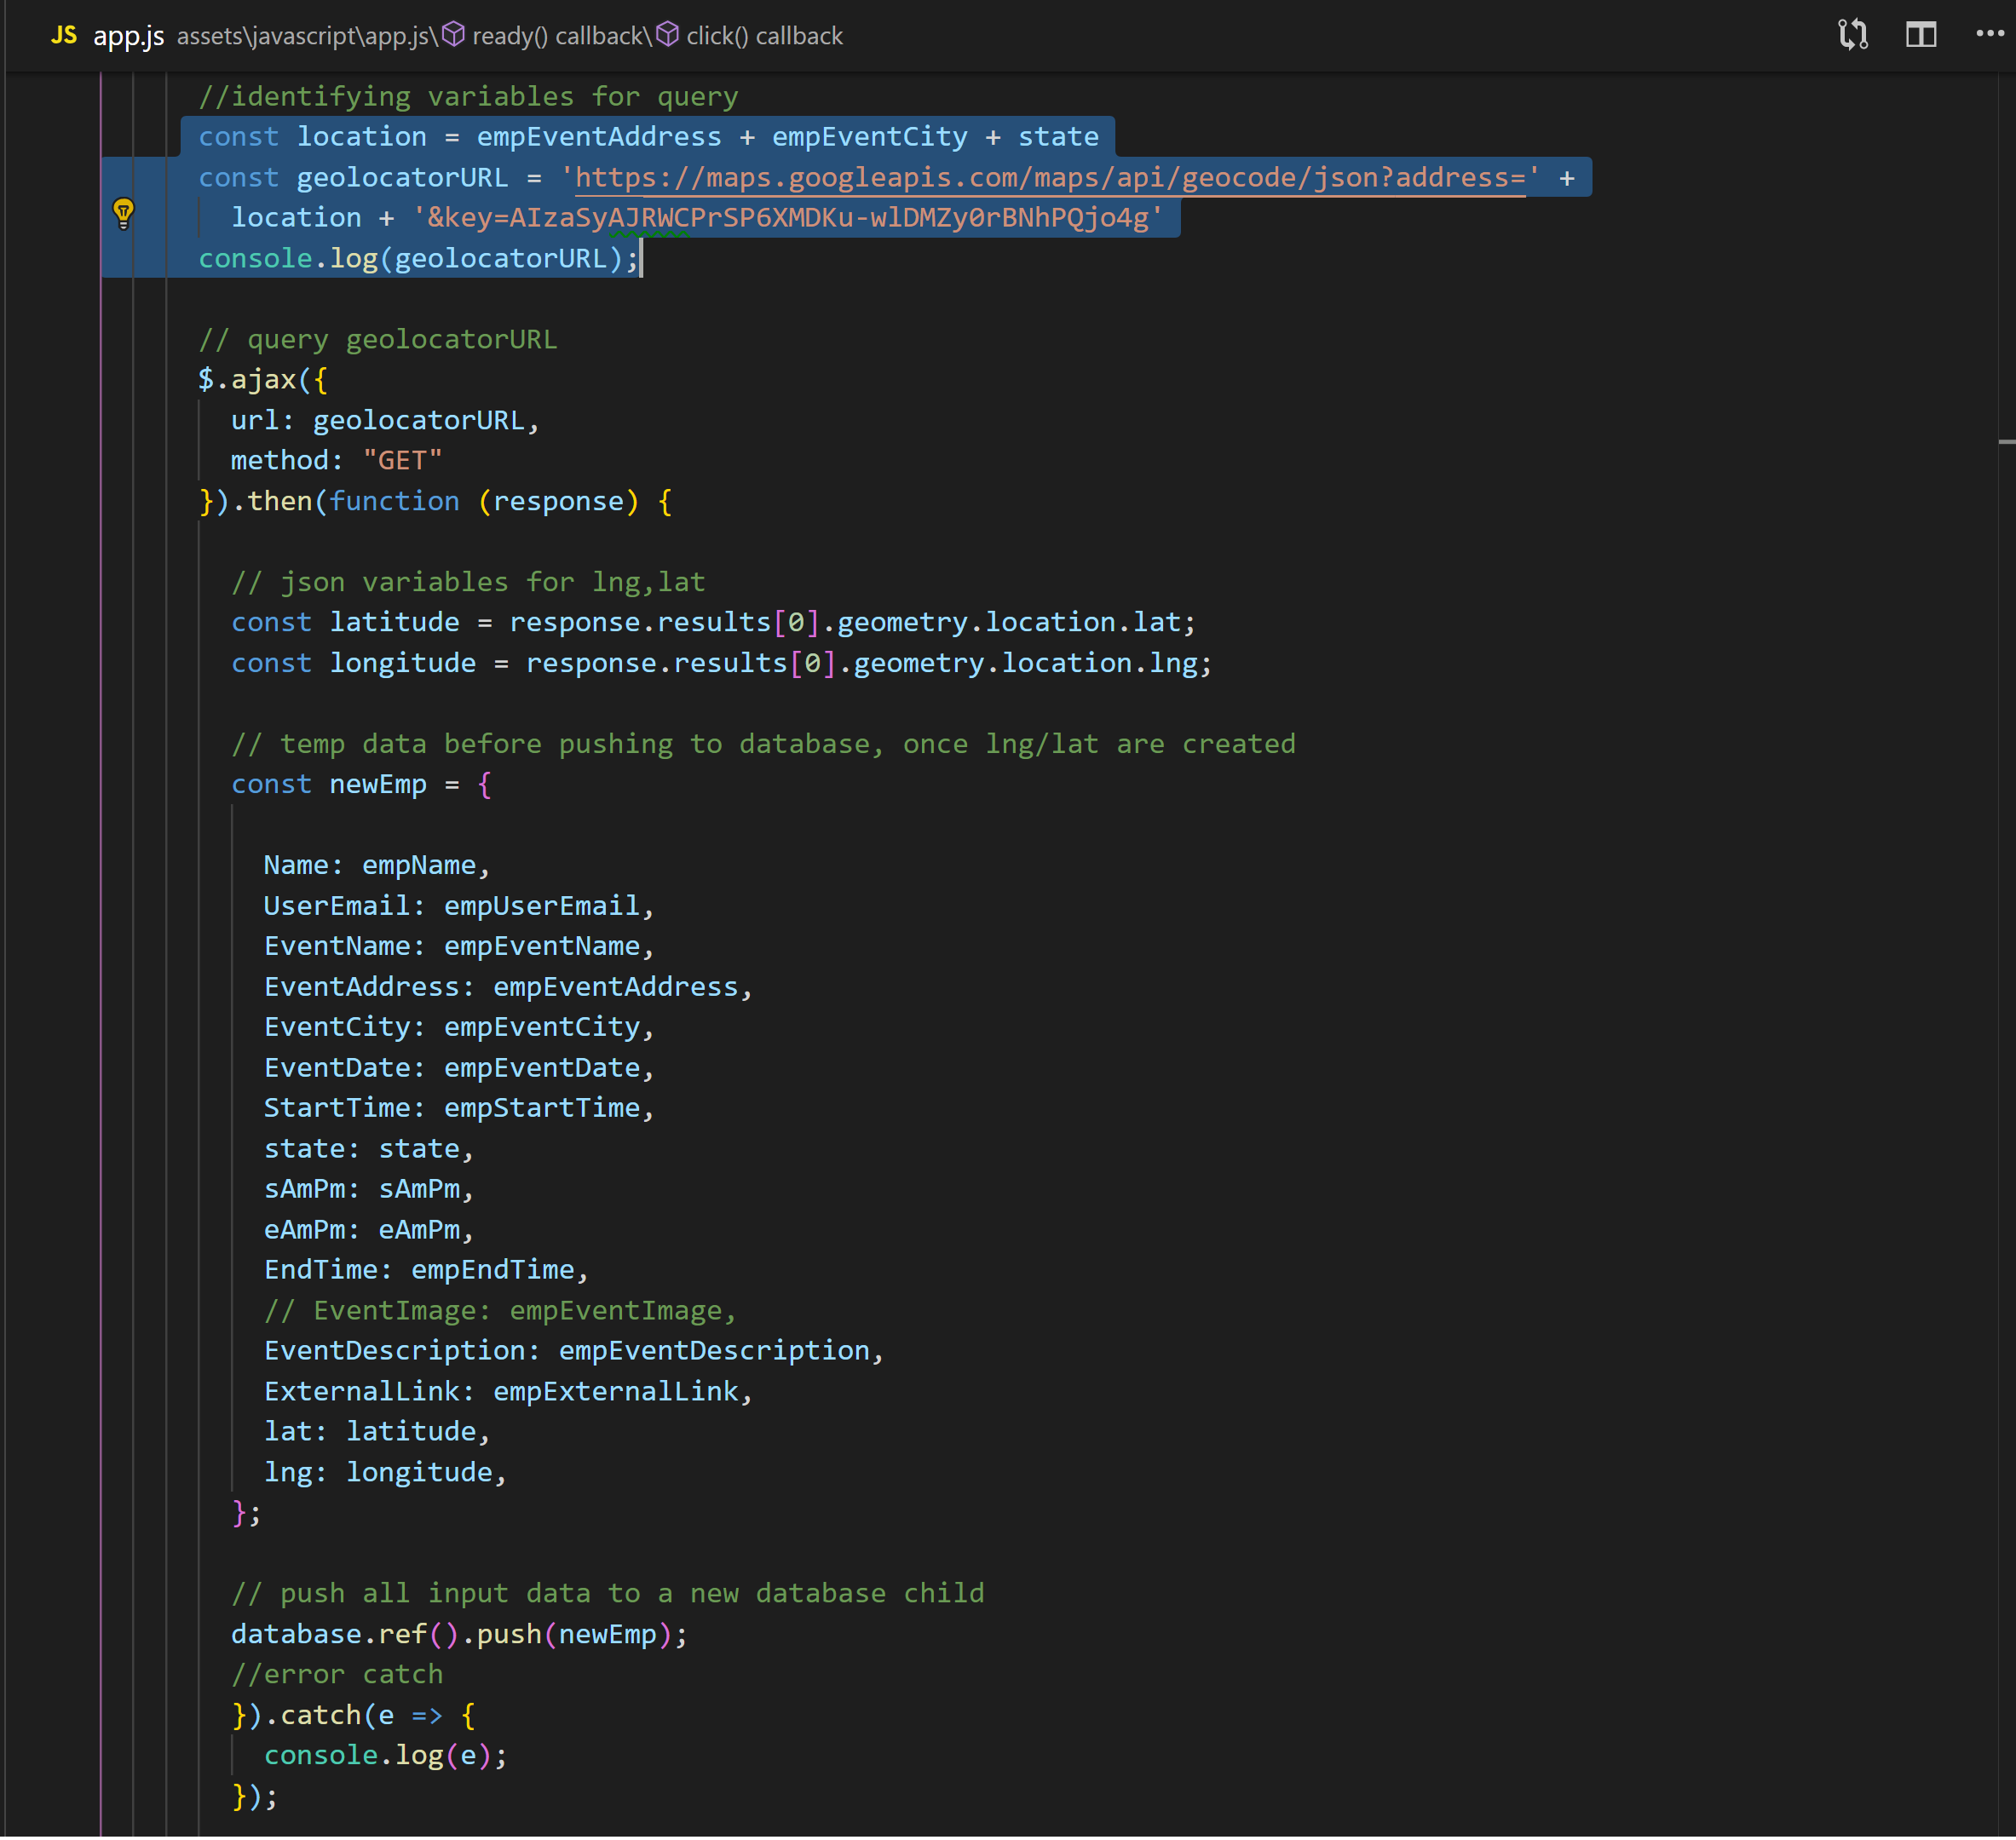 JS app.js assets\javascript\app.js\ ready() callback\ click() callback
//identifying variables for query
const location = empEventAddress + empEventCity + state
const geolocatorURL = 'https://maps.googleapis.com/maps/api/geocode/json?address=' +
location + '&key=AIzaSyAJRWCPrSP6XMDKu-wlDMZy0rBNhPQjo4g'
console.log(geolocatorURL);
// query geolocatorURL
$.ajax({
url: geolocatorURL,
method: "GET"
}).then(function (response) {
// json variables for lng,lat
const latitude = response.results[0].geometry.location.lat;
const longitude = response.results[0].geometry.location.lng;
// temp data before pushing to database, once lng/lat are created
const newEmp = {
Name: empName,
UserEmail: empUserEmail,
EventName: empEventName,
EventAddress: empEventAddress,
EventCity: empEventCity,
EventDate: empEventDate,
StartTime: empStartTime,
state: state,
sAmPm: sAmPm,
eAmPm: eAmPm,
EndTime: empEndTime,
// EventImage: empEventImage,
EventDescription: empEventDescription,
ExternalLink: empExternalLink,
lat: latitude,
lng: longitude,
};
// push all input data to a new database child
database.ref().push(newEmp);
//error catch
}).catch(e => {
console.log(e);
});